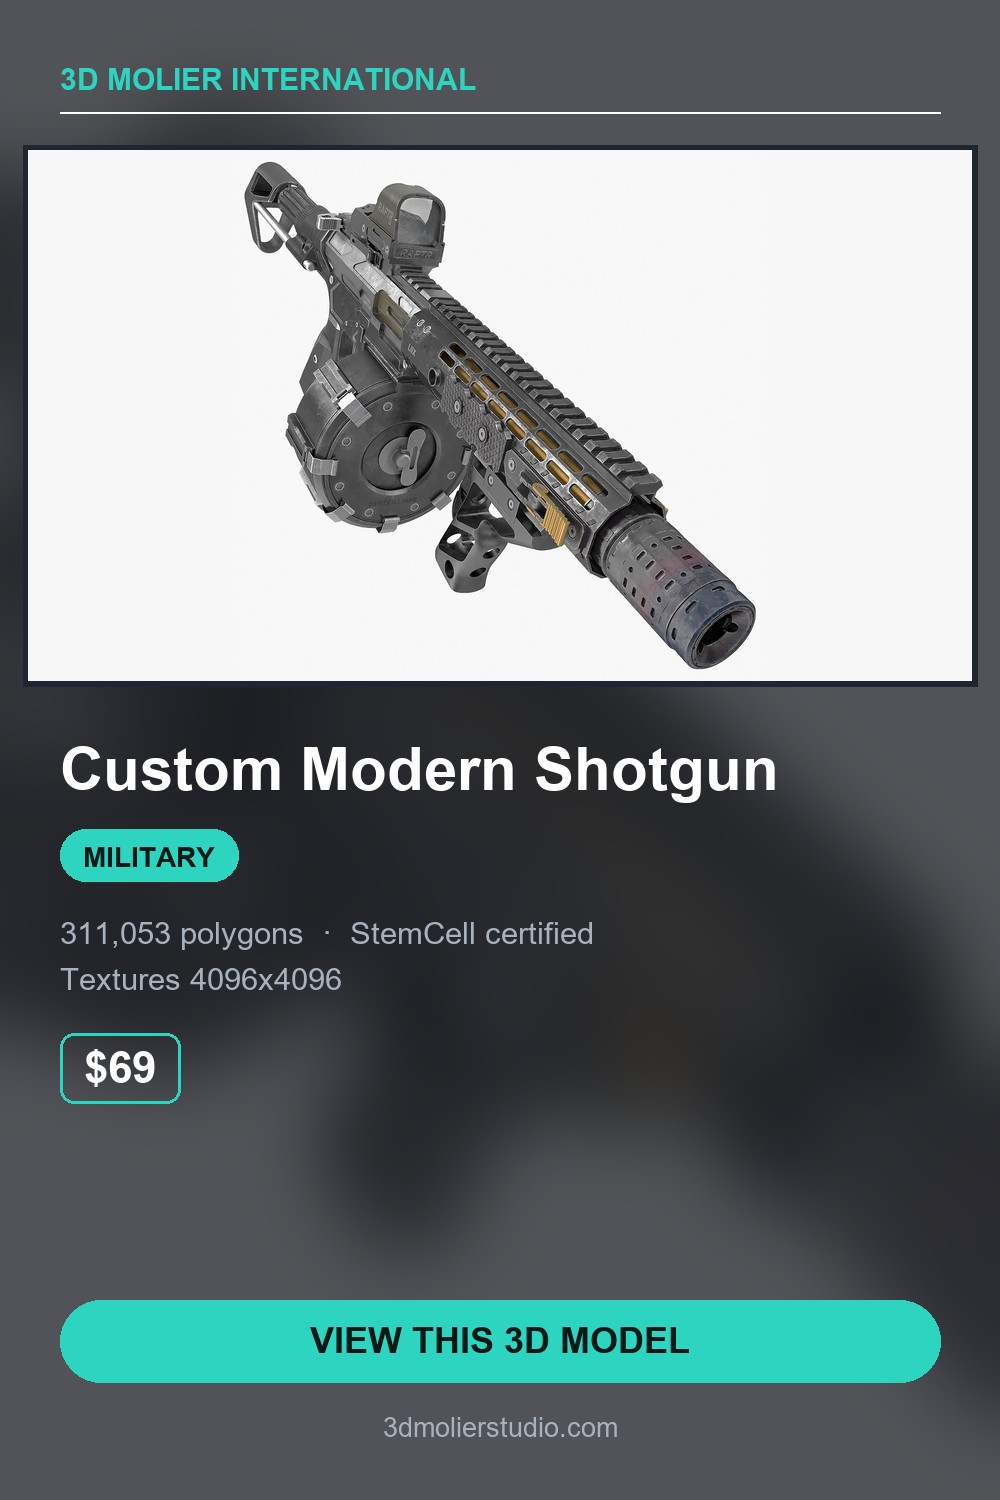 3D MOLIER INTERNATIONAL
RAPTR
Custom Modern Shotgun
MILITARY
311,053 polygons · StemCell certified
Textures 4096x4096
$69
VIEW THIS 3D MODEL
3dmolierstudio.com